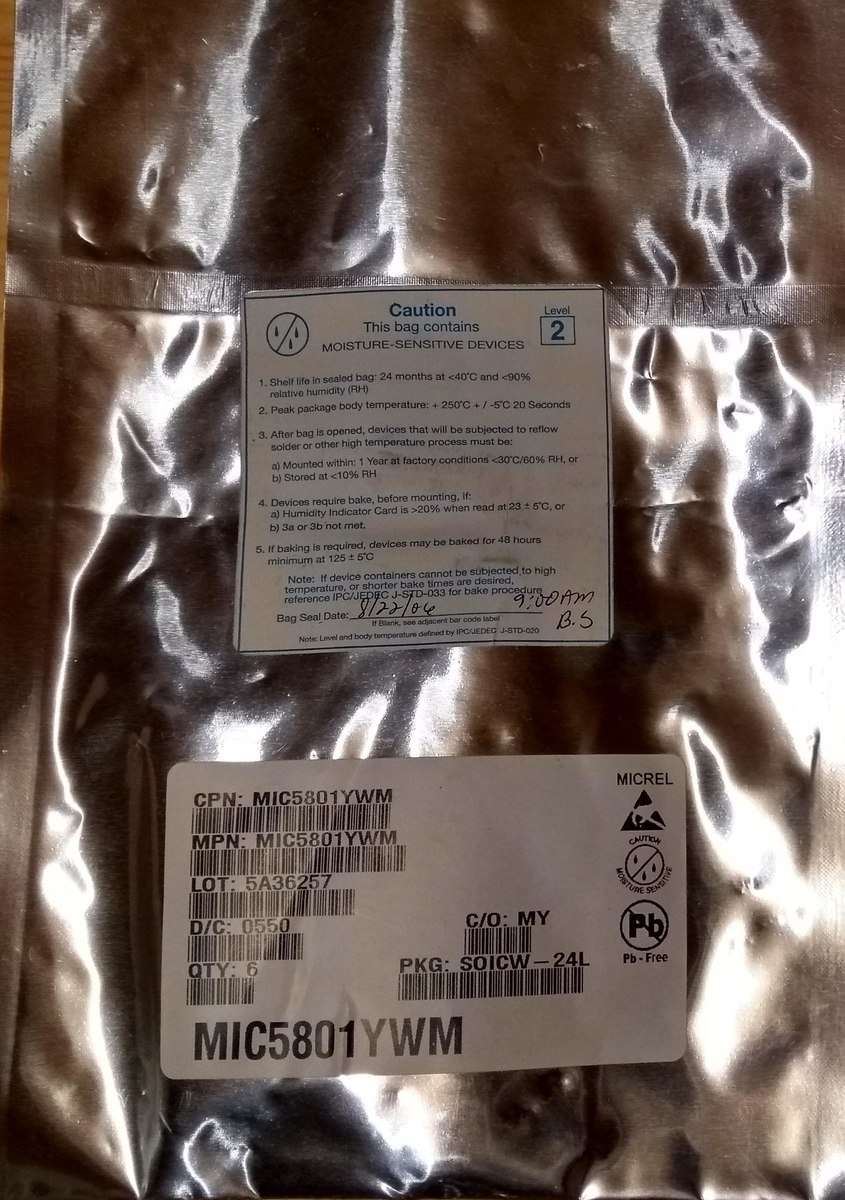 Caution
Level
2
This bag contains
MOISTURE-SENSITIVE DEVICES
1. Shelf life in sealed bag: 24 months at <40°C and <90%
relative humidity (RH)
2. Peak package body temperature: + 250°C + / -5°C 20 Seconds
3. After bag is opened, devices that will be subjected to reflow
solder or other high temperature process must be:
a) Mounted within: 1 Year at factory conditions <30°C/60% RH, or
b) Stored at <10% RH
4. Devices require bake, before mounting, if:
a) Humidity Indicator Card is >20% when read at 23 ± 5°C, or
b) 3a or 3b not met.
5. If baking is required, devices may be baked for 48 hours
minimum at 125 ± 5°C
Note: If device containers cannot be subjected to high
temperature, or shorter bake times are desired,
reference IPC/JEDEC J-STD-033 for bake procedure
Bag Seal Date: 8/22/06 9:00AM
If Blank, see adjacent bar code label
B.S
Note: Level and body temperature defined by IPC/JEDEC J-STD-020
CPN: MIC5801YWM
MPN: MIC5801YWM
LOT: 5A36257
D/C: 0550
C/O: MY
QTY: 6
PKG: SOICW-24L
MIC5801YWM
MICREL
CAUTION
MOISTURE SENSITIVE
Pb
Pb-Free